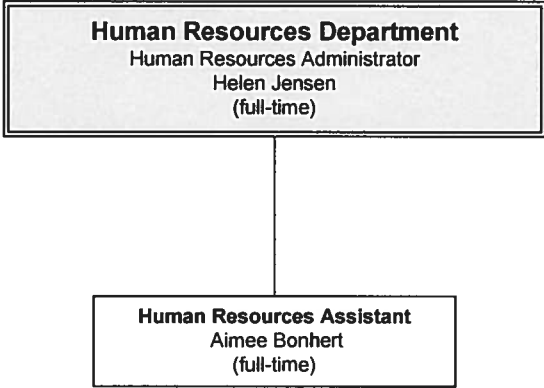 Human Resources Department
Human Resources Administrator
Helen Jensen
(full-time)
Human Resources Assistant
Aimee Bonhert
(full-time)